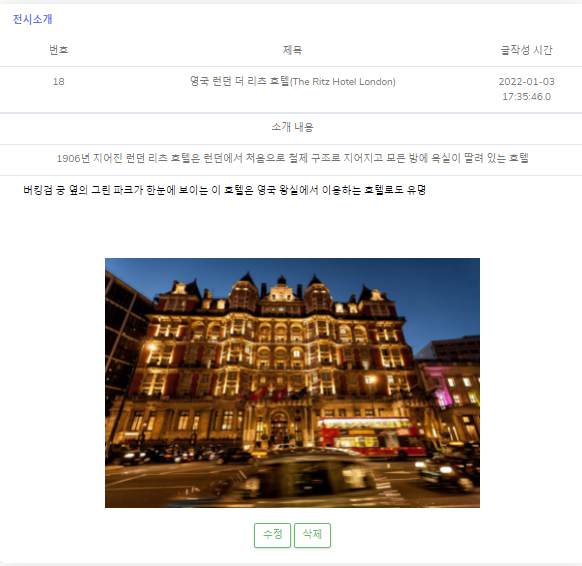 전시소개
번호 제목 글작성 시간
18 영국 런던 더 리츠 호텔(The Ritz Hotel London) 2022-01-03
17:35:46.0
소개 내용
1906년 지어진 런던 리츠 호텔은 런던에서 처음으로 철제 구조로 지어지고 모든 방에 욕실이 딸려 있는 호텔
버킹검 궁 옆의 그린 파크가 한눈에 보이는 이 호텔은 영국 왕실에서 이용하는 호텔로도 유명
수정 삭제